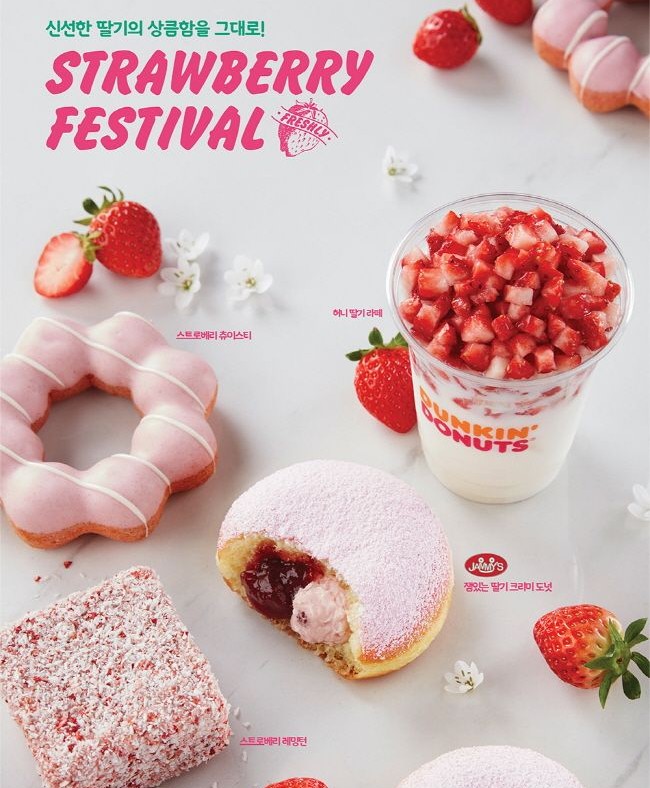 신선한 딸기의 상큼함을 그대로!
STRAWBERRY
FESTIVAL
FRESHLY
허니 딸기 라떼
스트로베리 츄이스티
DUNKIN'
DONUTS
JAMMY'S
쨈있는 딸기 크리미 도넛
스트로베리 레밍턴